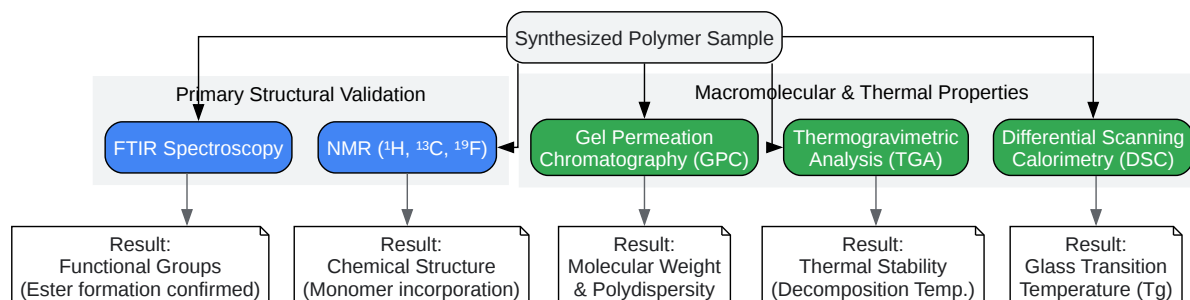 Synthesized Polymer Sample
Primary Structural Validation
Macromolecular & Thermal Properties
FTIR Spectroscopy
NMR (¹H, ¹³C, ¹⁹F)
Gel Permeation
Chromatography (GPC)
Thermogravimetric
Analysis (TGA)
Differential Scanning
Calorimetry (DSC)
Result:
Functional Groups
(Ester formation confirmed)
Result:
Chemical Structure
(Monomer incorporation)
Result:
Molecular Weight
& Polydispersity
Result:
Thermal Stability
(Decomposition Temp.)
Result:
Glass Transition
Temperature (Tg)